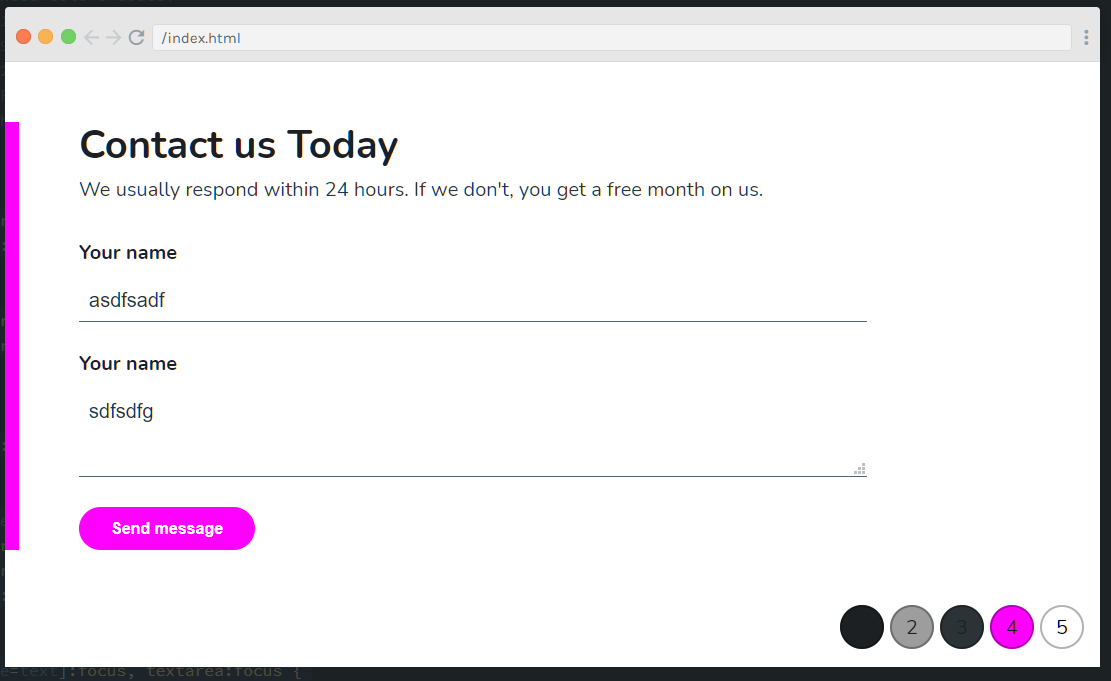 /index.html
Contact us Today
We usually respond within 24 hours. If we don't, you get a free month on us.
Your name
asdfsadf
Your name
sdfsdfg
Send message
2 3 4 5
e=text]:focus, textarea:focus {